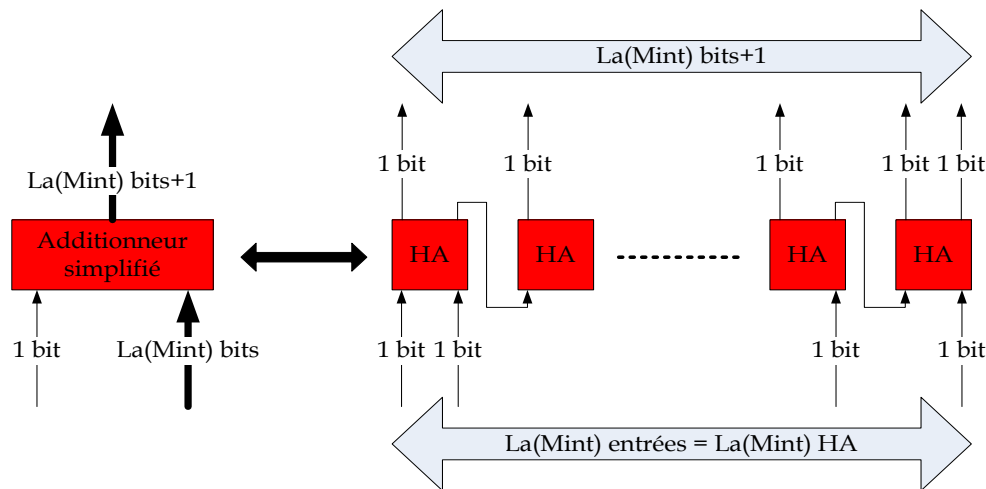 La(Mint) bits+1
1 bit
1 bit
1 bit
1 bit
1 bit
La(Mint) bits+1
Additionneur
simplifié
HA
HA
HA
HA
1 bit
La(Mint) bits
1 bit
1 bit
1 bit
1 bit
La(Mint) entrées = La(Mint) HA